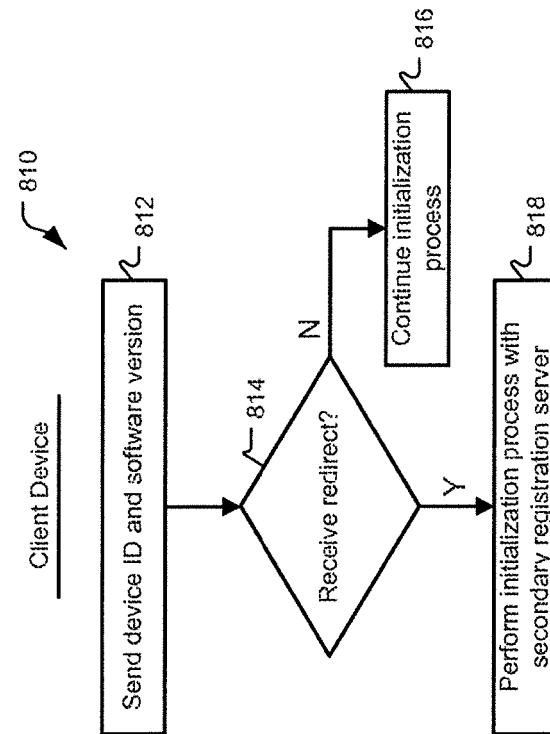 Client Device
810
Send device ID and software version
812
Receive redirect?
814
N
Continue initialization
process
816
Y
Perform initialization process with
secondary registration server
818